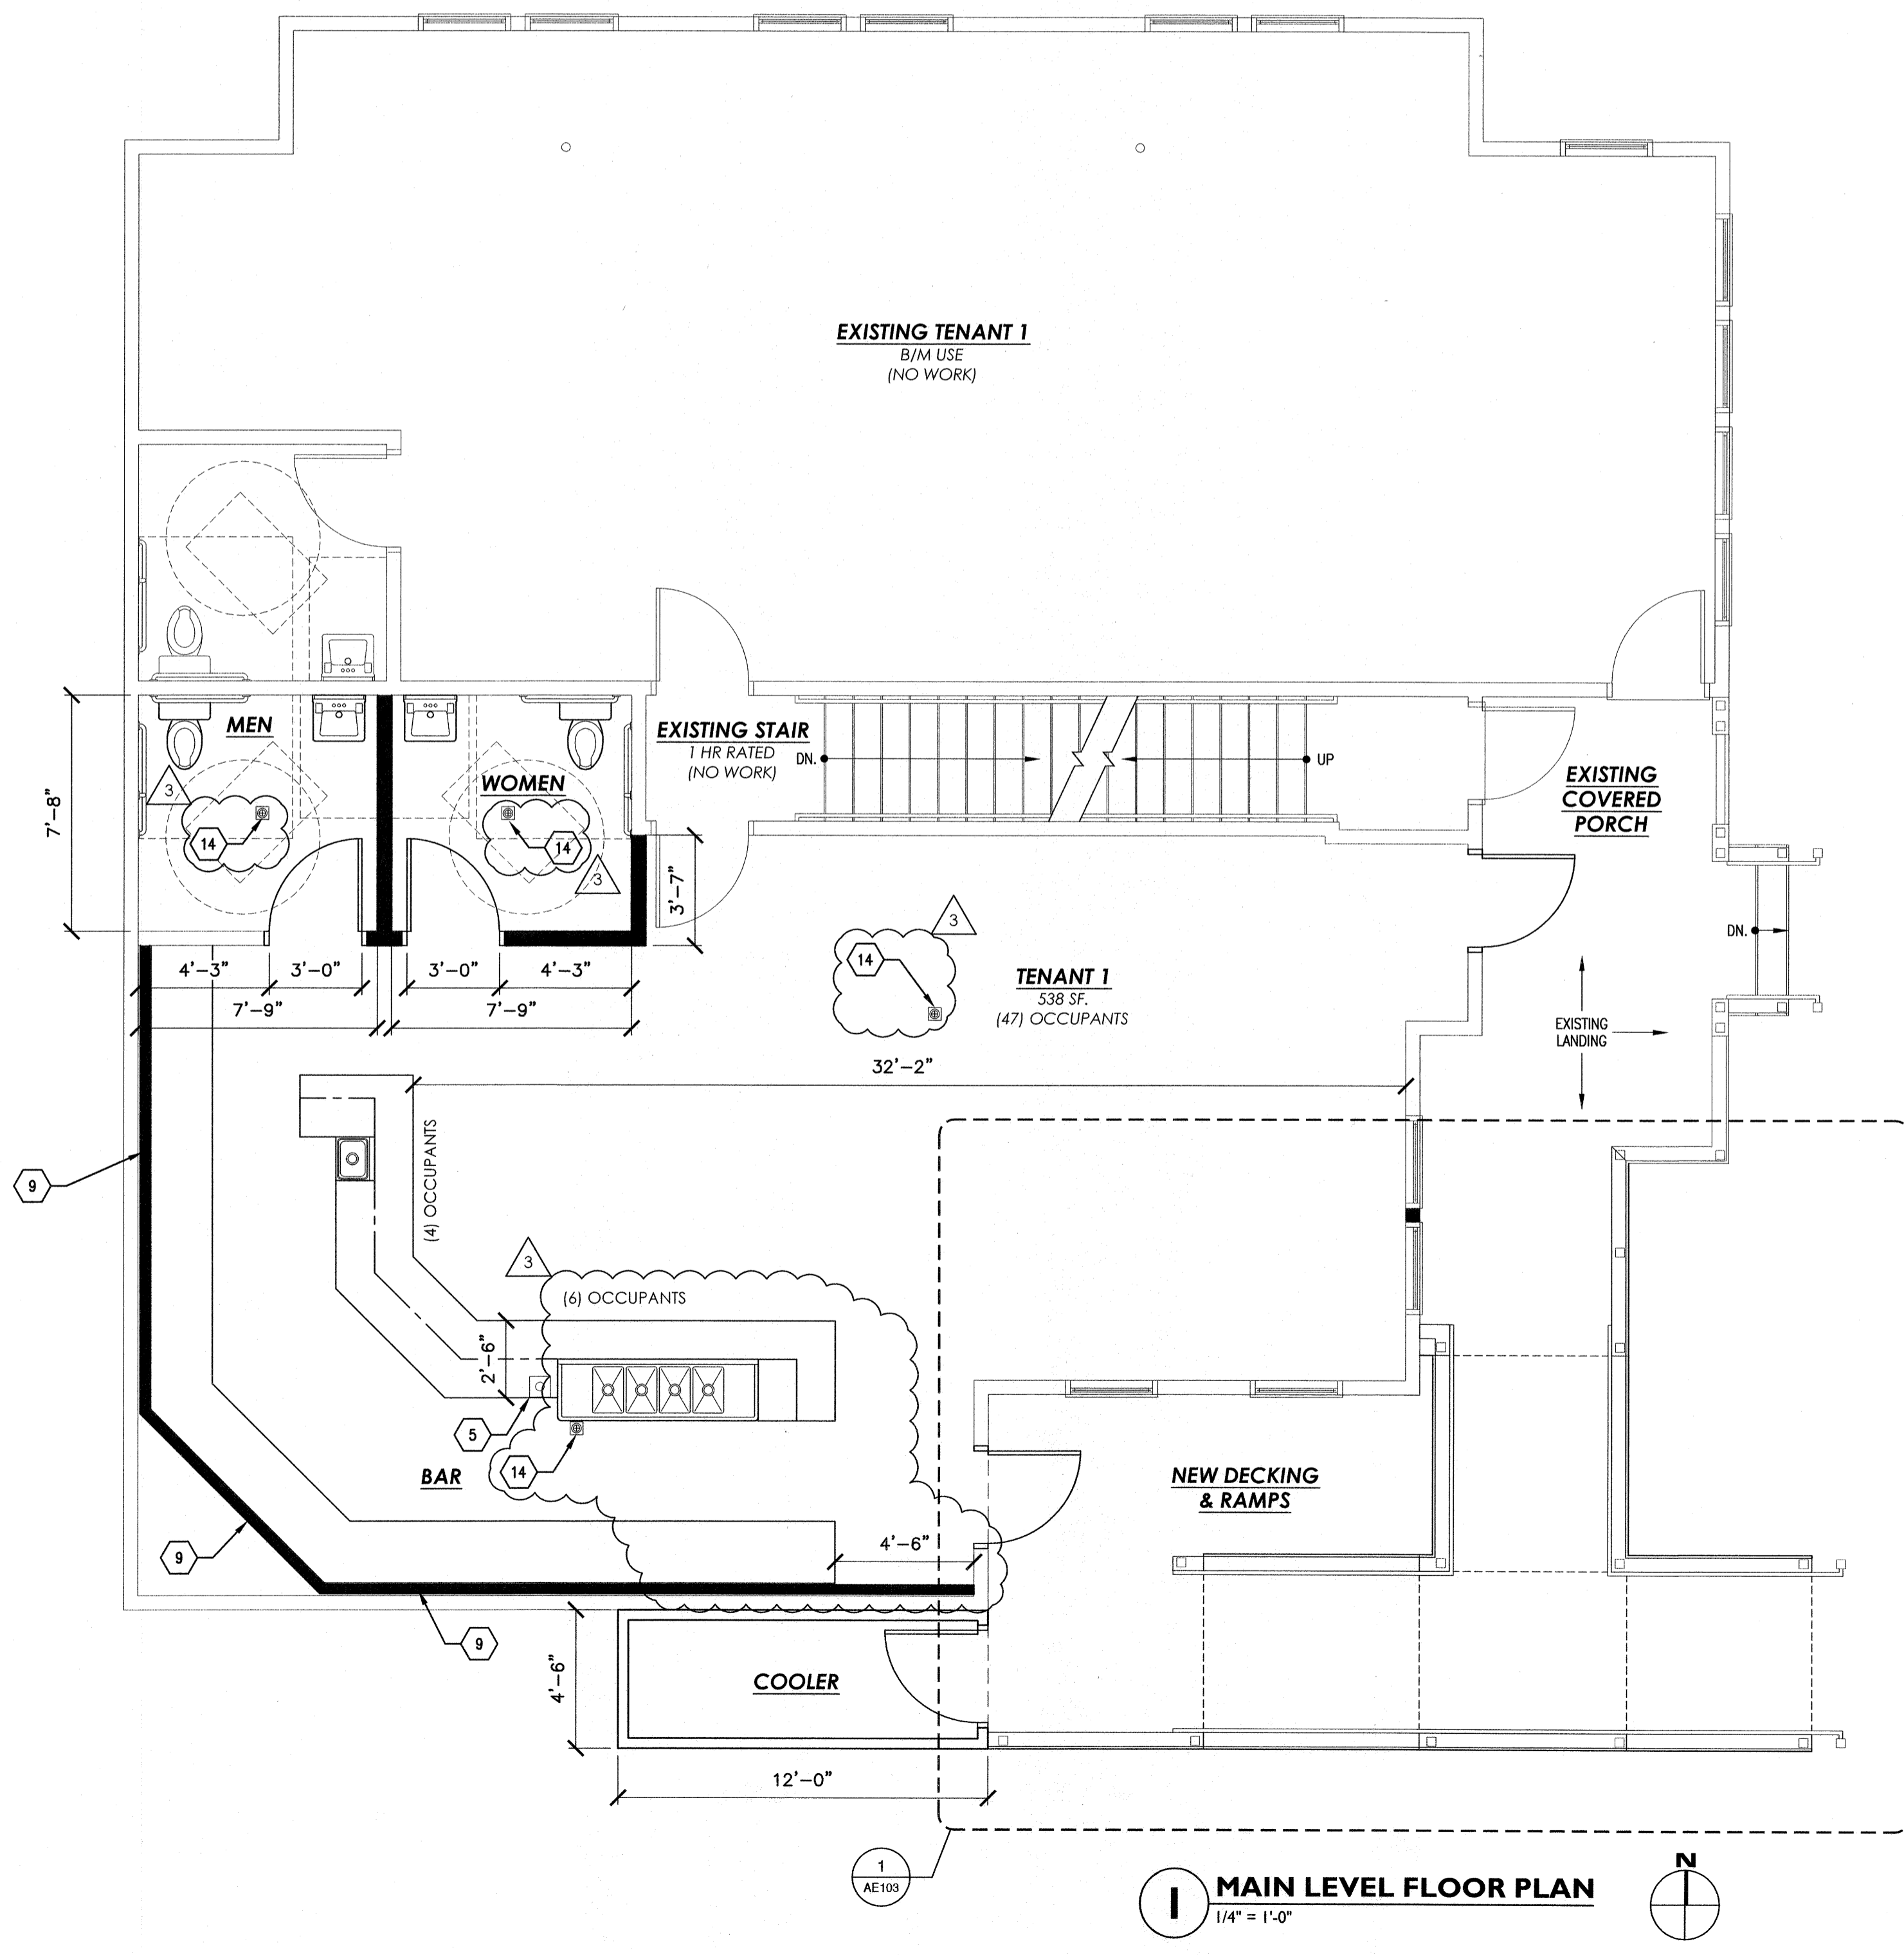 EXISTING TENANT 1
B/M USE
(NO WORK)
MEN
WOMEN
EXISTING STAIR
1 HR RATED
(NO WORK)
DN.
UP
EXISTING
COVERED
PORCH
3
14
14
3
7'-8"
3'-7"
DN.
4'-3"
3'-0"
3'-0"
4'-3"
7'-9"
7'-9"
3
14
TENANT 1
538 SF.
(47) OCCUPANTS
EXISTING
LANDING
32'-2"
9
(4) OCCUPANTS
3
(6) OCCUPANTS
2'-6"
5
14
BAR
NEW DECKING
& RAMPS
9
4'-6"
9
4'-6"
COOLER
12'-0"
1
AE103
1
MAIN LEVEL FLOOR PLAN
1/4" = 1'-0"
N